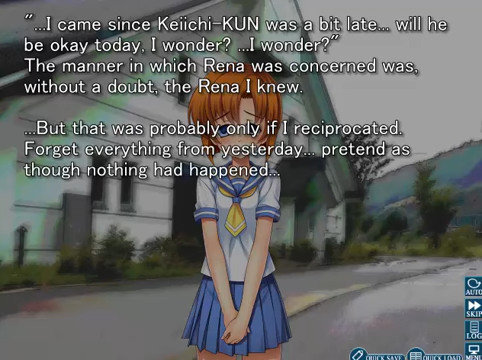 "...I came since Keiichi-KUN was a bit late... will he
be okay today, I wonder? ...I wonder?"
The manner in which Rena was concerned was,
without a doubt, the Rena I knew.
...But that was probably only if I reciprocated.
Forget everything from yesterday... pretend as
though nothing had happened...
AUTO
SKIP
LOG
QUICK SAVE
QUICK LOAD
MENU